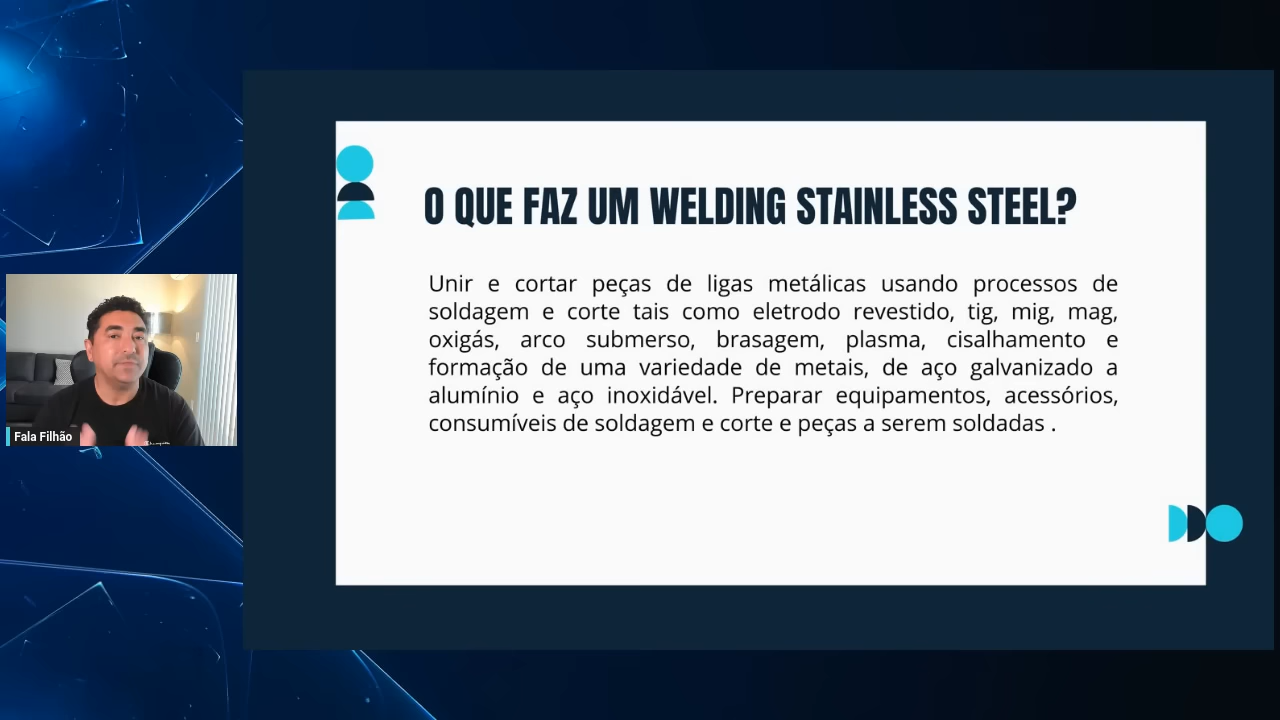 O QUE FAZ UM WELDING STAINLESS STEEL?
Unir e cortar peças de ligas metálicas usando processos de
soldagem e corte tais como eletrodo revestido, tig, mig, mag,
oxigás, arco submerso, brasagem, plasma, cisalhamento e
formação de uma variedade de metais, de aço galvanizado a
alumínio e aço inoxidável. Preparar equipamentos, acessórios,
consumíveis de soldagem e corte e peças a serem soldadas .
Fala Filhão